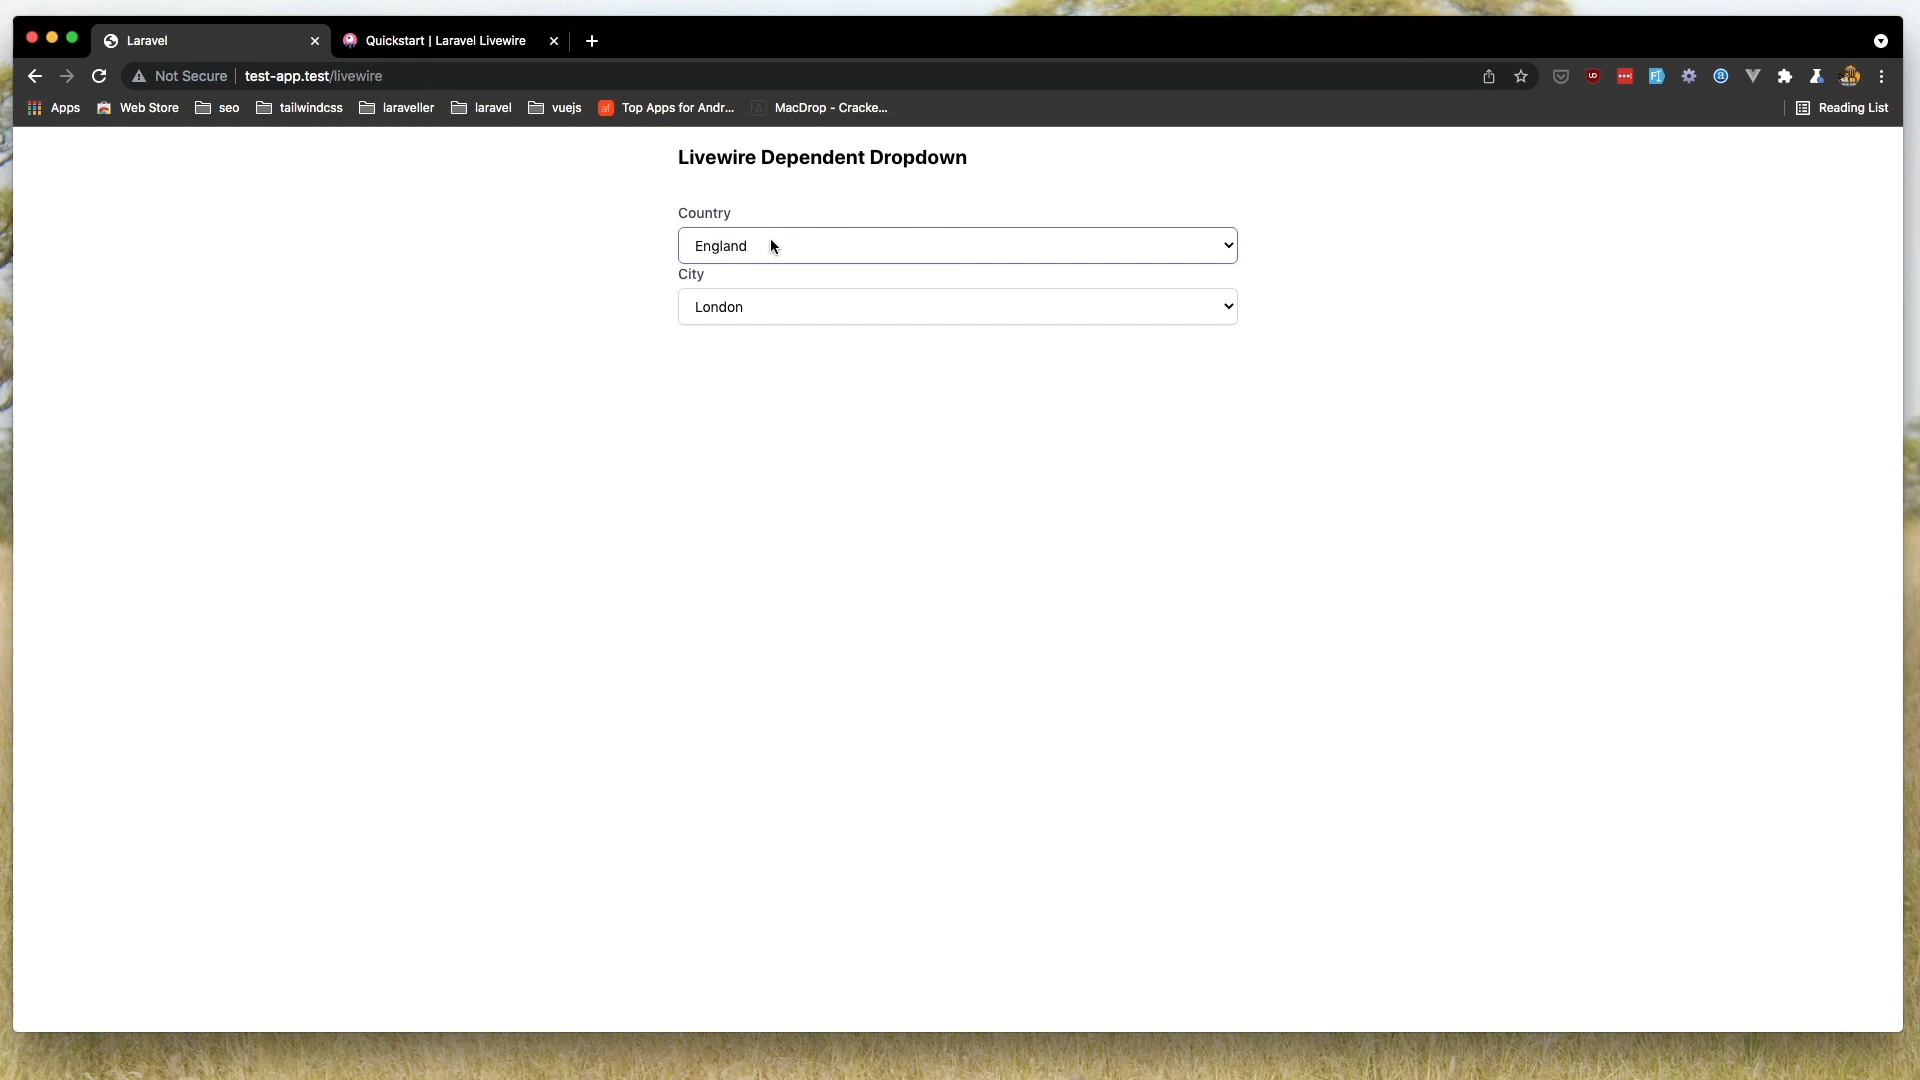 Laravel
Quickstart | Laravel Livewire
Not Secure test-app.test/livewire
Apps Web Store seo tailwindcss laraveller laravel vuejs af Top Apps for Andr... MacDrop - Cracke... Reading List
Livewire Dependent Dropdown
Country
England
City
London